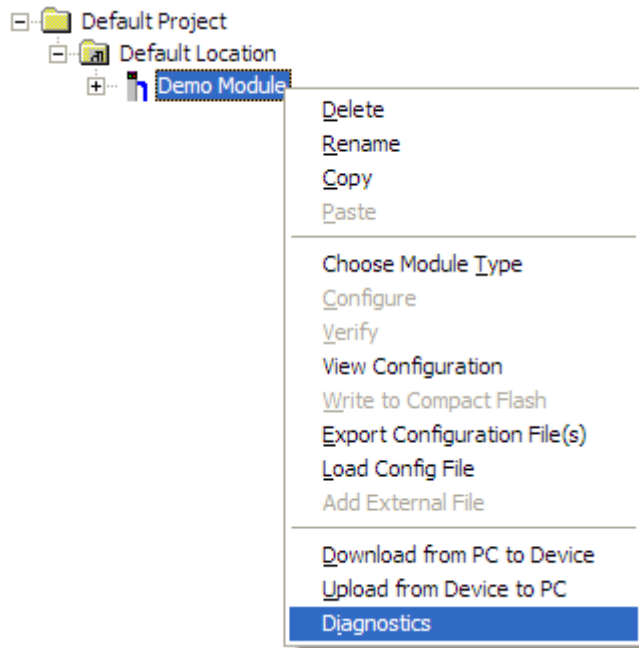 Default Project
Default Location
Demo Module
Delete
Rename
Copy
Paste
Choose Module Type
Configure
Verify
View Configuration
Write to Compact Flash
Export Configuration File(s)
Load Config File
Add External File
Download from PC to Device
Upload from Device to PC
Diagnostics